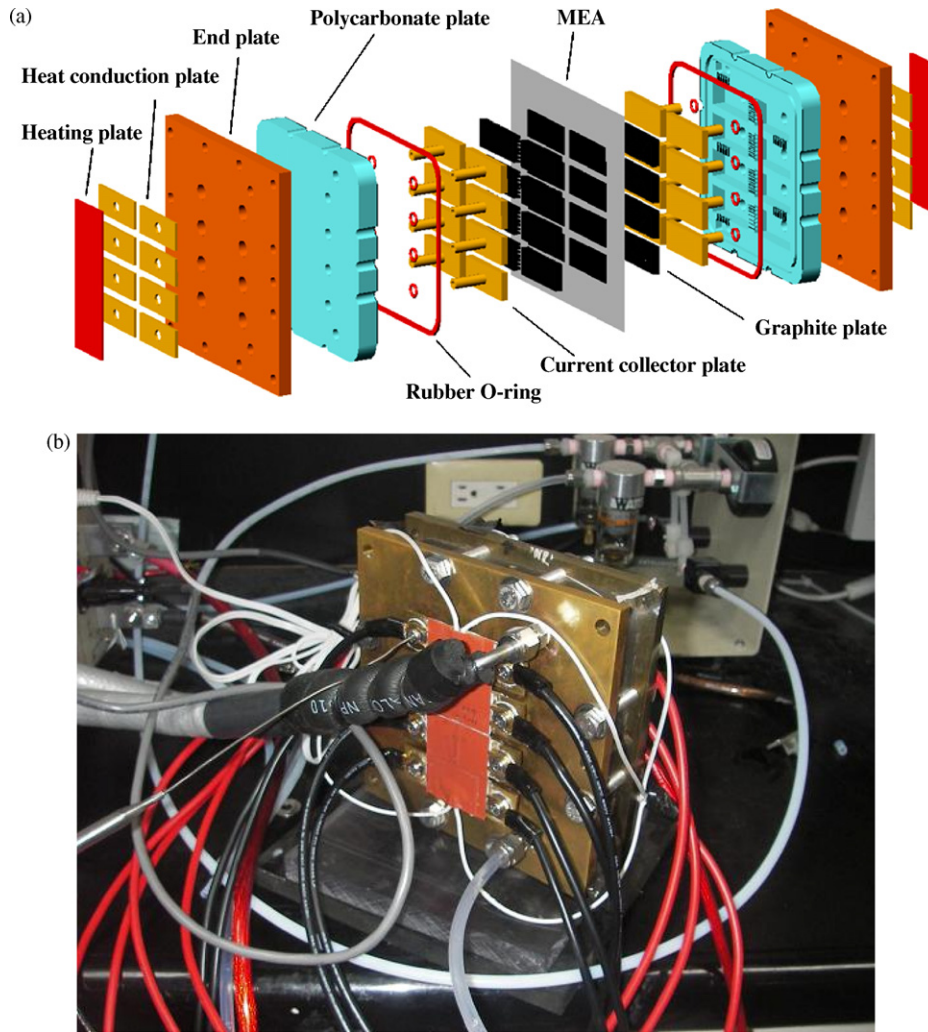 (a)
Polycarbonate plate
MEA
End plate
Heat conduction plate
Heating plate
Graphite plate
Current collector plate
Rubber O-ring
(b)